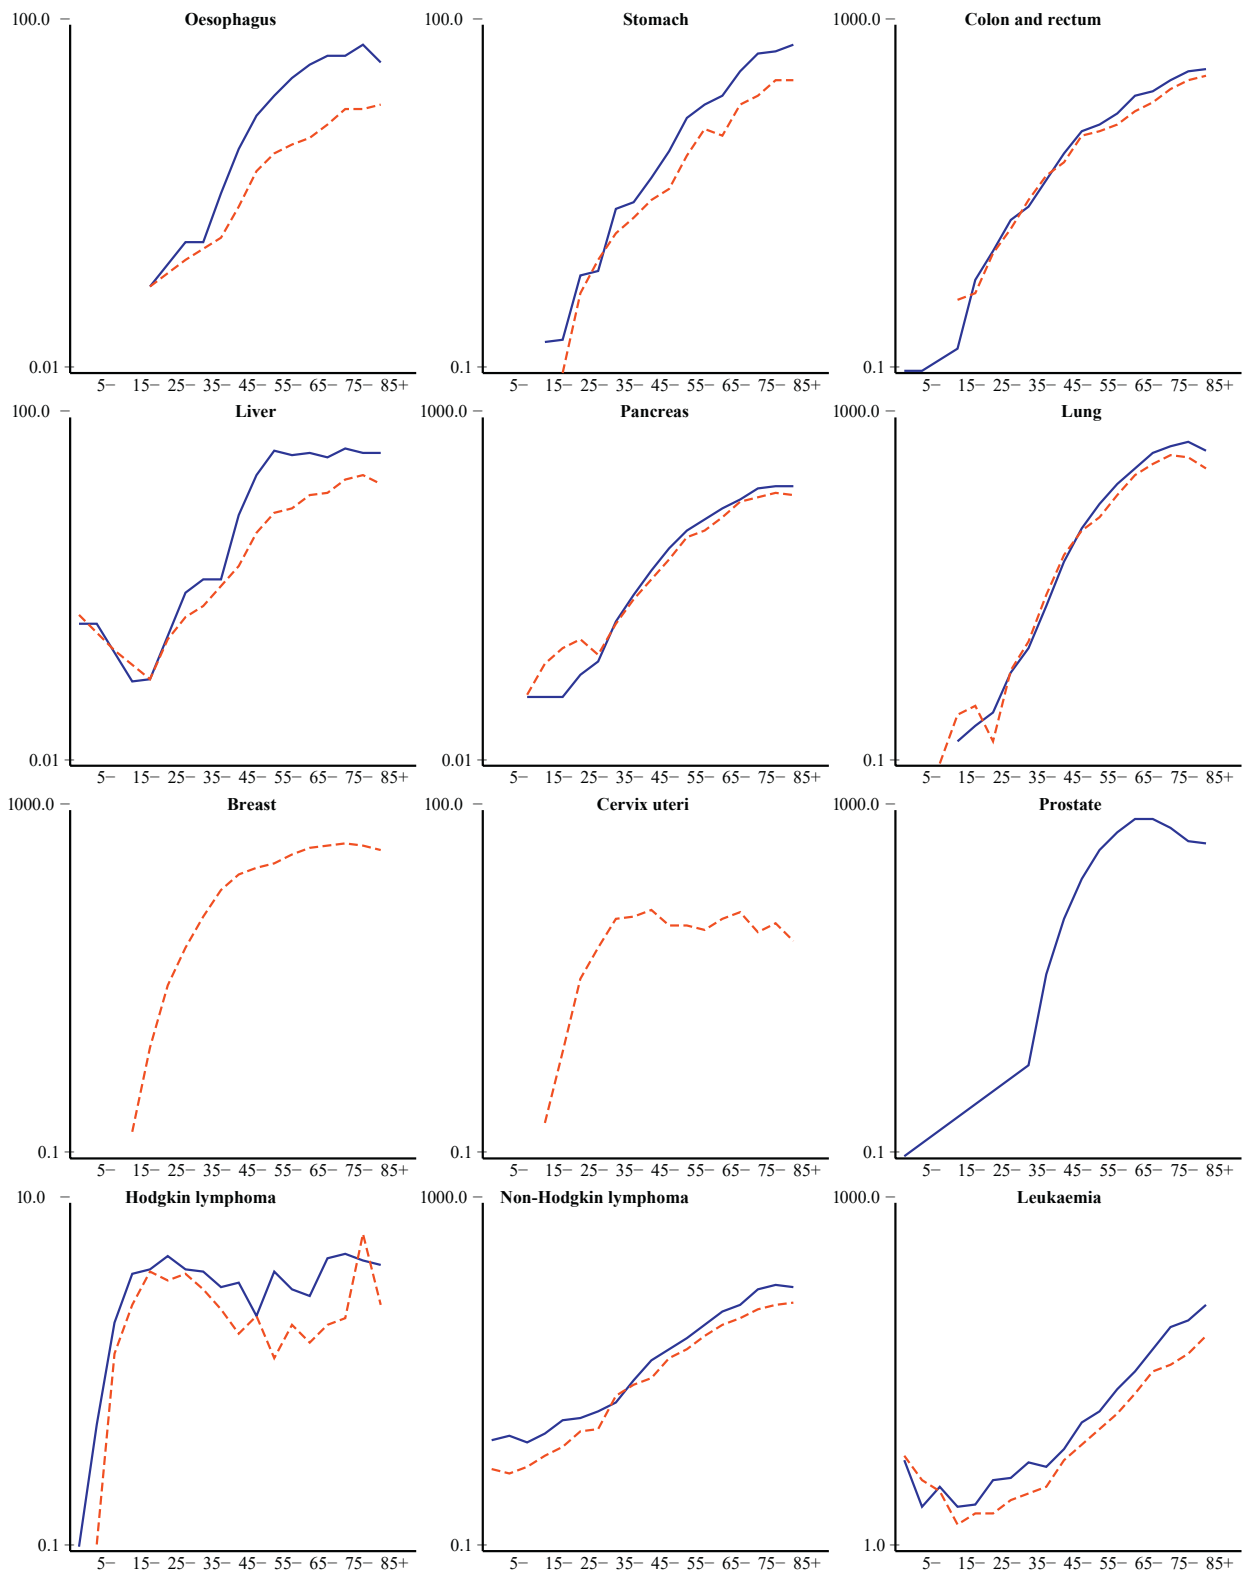 100.0 Oesophagus
0.01
5– 15– 25– 35– 45– 55– 65– 75– 85+
100.0 Stomach
0.1
5– 15– 25– 35– 45– 55– 65– 75– 85+
1000.0 Colon and rectum
0.1
5– 15– 25– 35– 45– 55– 65– 75– 85+
100.0 Liver
0.01
5– 15– 25– 35– 45– 55– 65– 75– 85+
1000.0 Pancreas
0.01
5– 15– 25– 35– 45– 55– 65– 75– 85+
1000.0 Lung
0.1
5– 15– 25– 35– 45– 55– 65– 75– 85+
1000.0 Breast
0.1
5– 15– 25– 35– 45– 55– 65– 75– 85+
100.0 Cervix uteri
0.1
5– 15– 25– 35– 45– 55– 65– 75– 85+
1000.0 Prostate
0.1
5– 15– 25– 35– 45– 55– 65– 75– 85+
10.0 Hodgkin lymphoma
0.1
5– 15– 25– 35– 45– 55– 65– 75– 85+
1000.0 Non-Hodgkin lymphoma
0.1
5– 15– 25– 35– 45– 55– 65– 75– 85+
1000.0 Leukaemia
1.0
5– 15– 25– 35– 45– 55– 65– 75– 85+